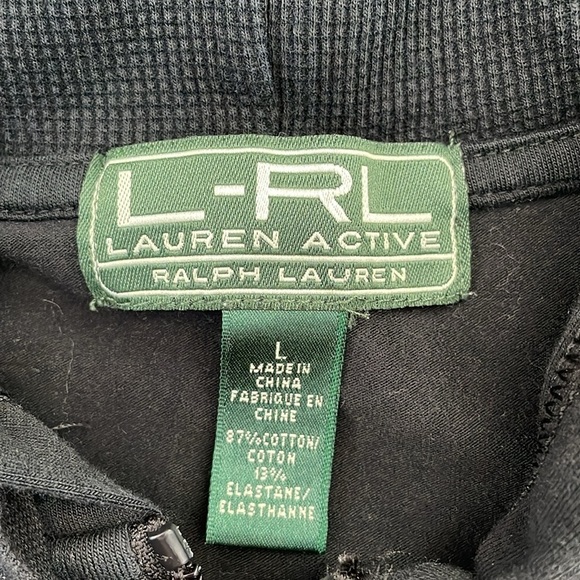 L-RL
LAUREN ACTIVE
RALPH LAUREN
L
MADE IN
CHINA
FABRIQUE EN
CHINE
87% COTTON/
COTON
13%
ELASTANE/
ELASTHANNE